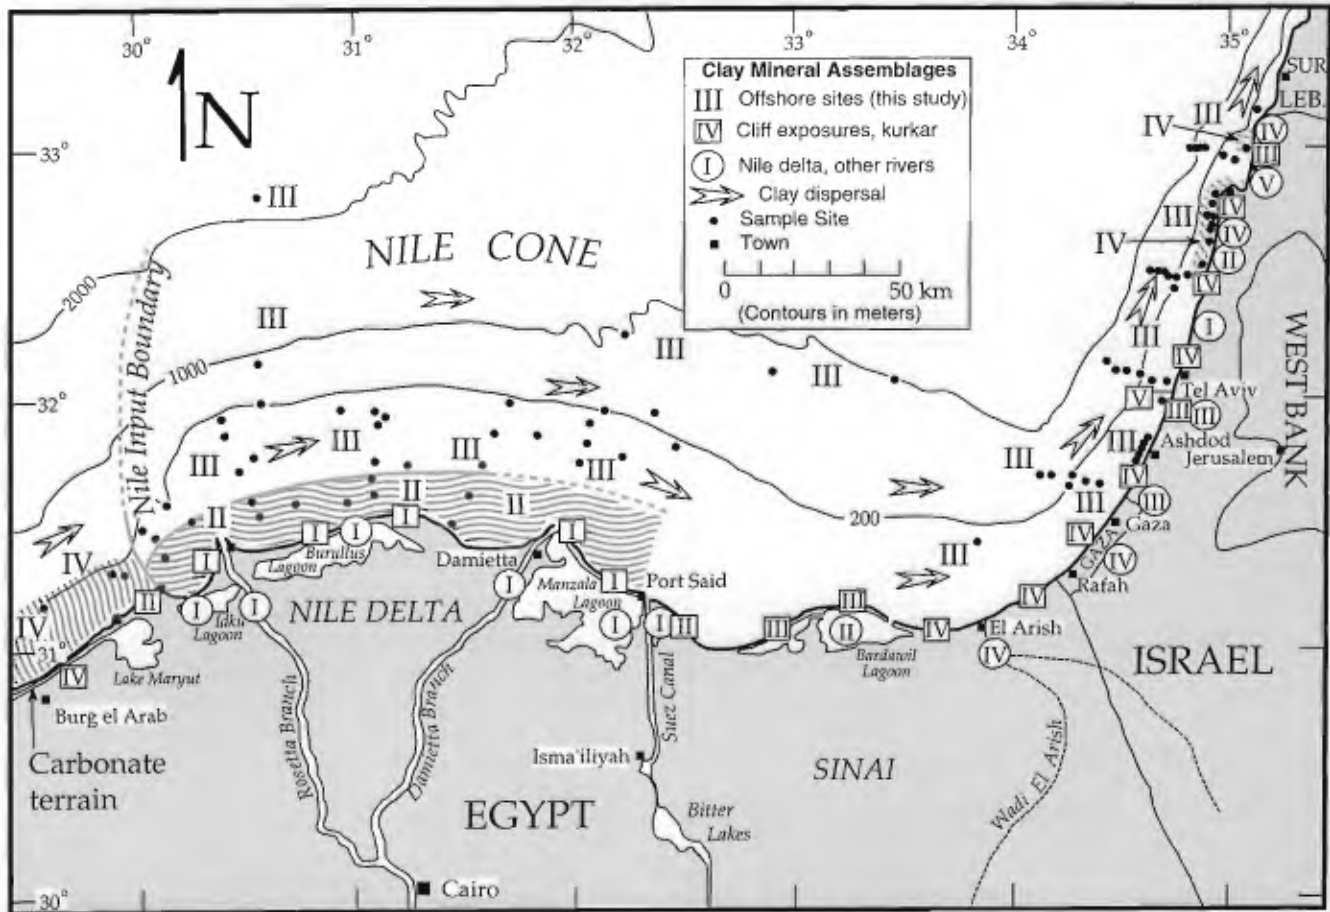 30°
31°
32°
33°
34°
35°
N
Clay Mineral Assemblages
III Offshore sites (this study)
IV Cliff exposures, kurkar
I Nile delta, other rivers
Clay dispersal
Sample Site
Town
0 50 km
(Contours in meters)
SUR
LEB.
III
IV
IV
III
V
33°
III
NILE CONE
IV
III
IV
IV
IV
II
IV
2000
Nile Input Boundary
III
1000
III
III
III
I
IV
WEST BANK
32°
V
Tel Aviv
III
III
III
III
III
III
III
III
Ashdod
Jerusalem
III
III
IV
III
200
II
II
II
I
I
I
I
Burullus
Lagoon
Damietta
I
Manzala
Lagoon
I
Port Said
III
IV
Gaza
GAZA
IV
Rafah
IV
IV
31°
II
I
Idku
Lagoon
I
NILE DELTA
I
I
II
III
III
II
Bardawil
Lagoon
IV
El Arish
IV
IV
ISRAEL
IV
Lake Maryut
Burg el Arab
Carbonate
terrain
Rosetta Branch
Damietta Branch
Suez Canal
Isma'iliyah
SINAI
Wadi El Arish
EGYPT
Bitter
Lakes
Cairo
30°